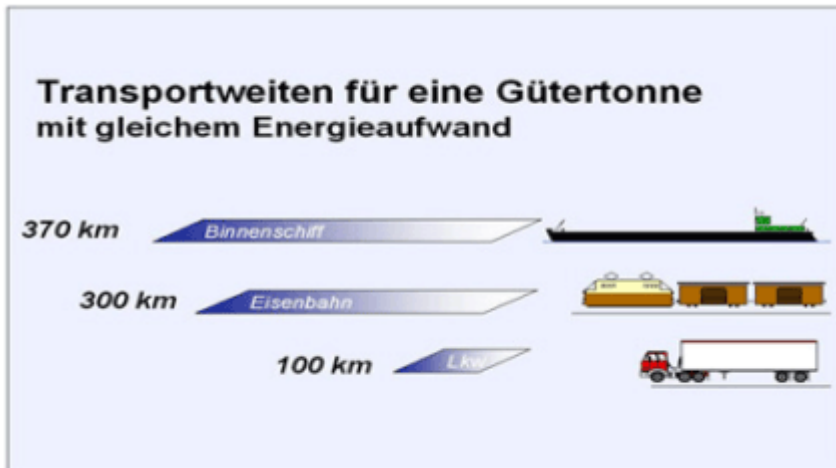 Transportweiten für eine Gütertonne
mit gleichem Energieaufwand
370 km Binnenschiff
300 km Eisenbahn
100 km Lkw